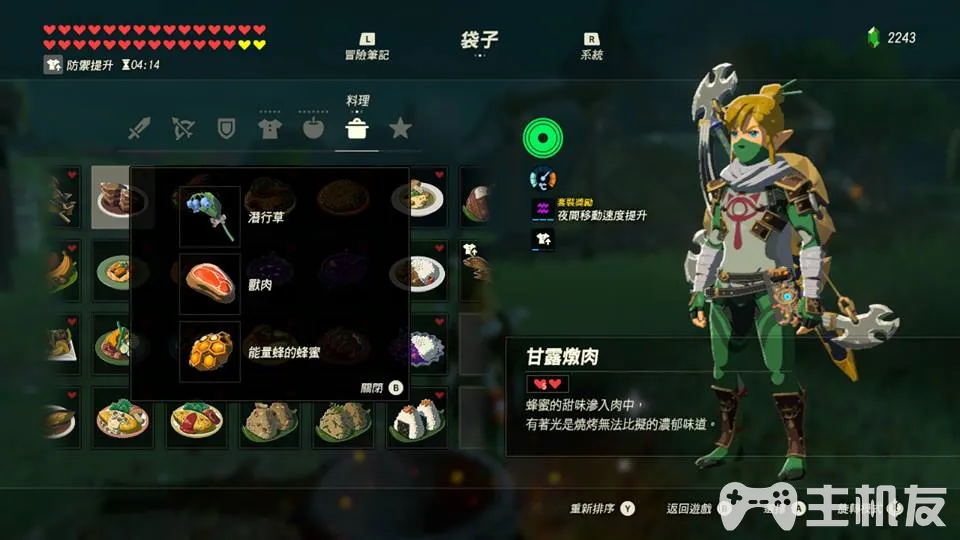 L
冒險筆記
袋子
R
系統
2243
防禦提升 04:14
料理
潛行草
獸肉
能量蜂的蜂蜜
關閉 B
套裝獎勵
夜間移動速度提升
甘露燉肉
蜂蜜的甜味滲入肉中，
有著光是燒烤無法比擬的濃郁味道。
重新排序 Y
返回遊戲
主机友